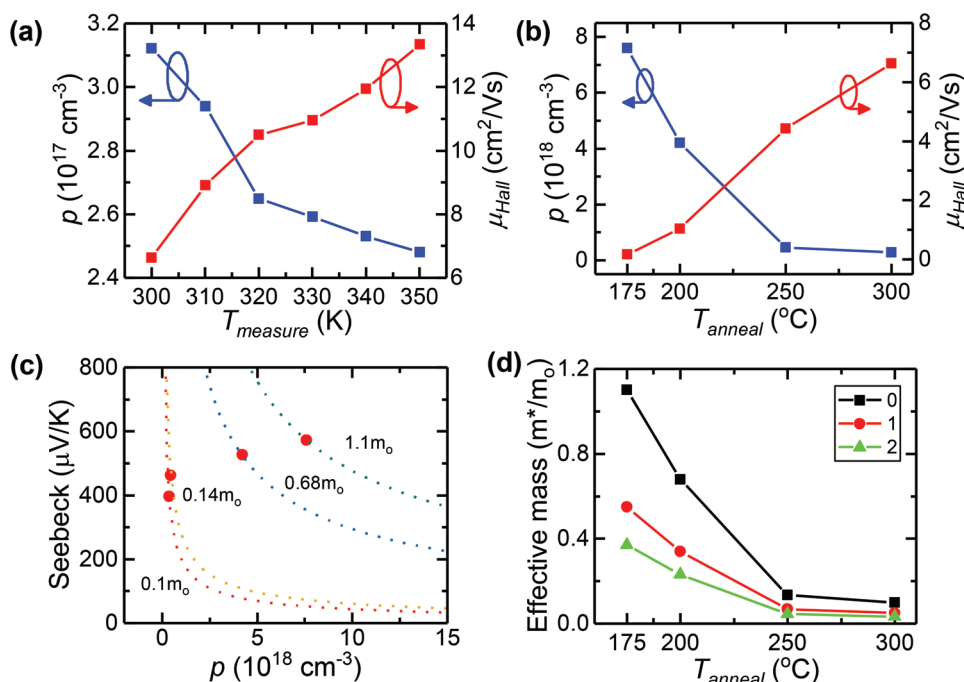 (a)
3.2
3.0
2.8
2.6
2.4
p (10^17 cm^-3)
14
12
10
8
6
μ_Hall (cm^2/Vs)
300 310 320 330 340 350
T_measure (K)
(b)
8
6
4
2
0
p (10^18 cm^-3)
8
6
4
2
0
μ_Hall (cm^2/Vs)
175 200 250 300
T_anneal (°C)
(c)
800
600
400
200
0
Seebeck (μV/K)
1.1m_o
0.68m_o
0.14m_o
0.1m_o
0 5 10 15
p (10^18 cm^-3)
(d)
1.2
0.8
0.4
0.0
Effective mass (m*/m_o)
0
1
2
175 200 250 300
T_anneal (°C)